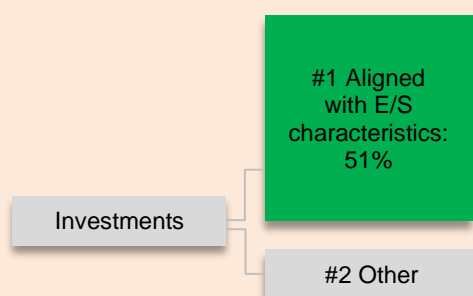 #1 Aligned
with E/S
characteristics:
51%
Investments
#2 Other